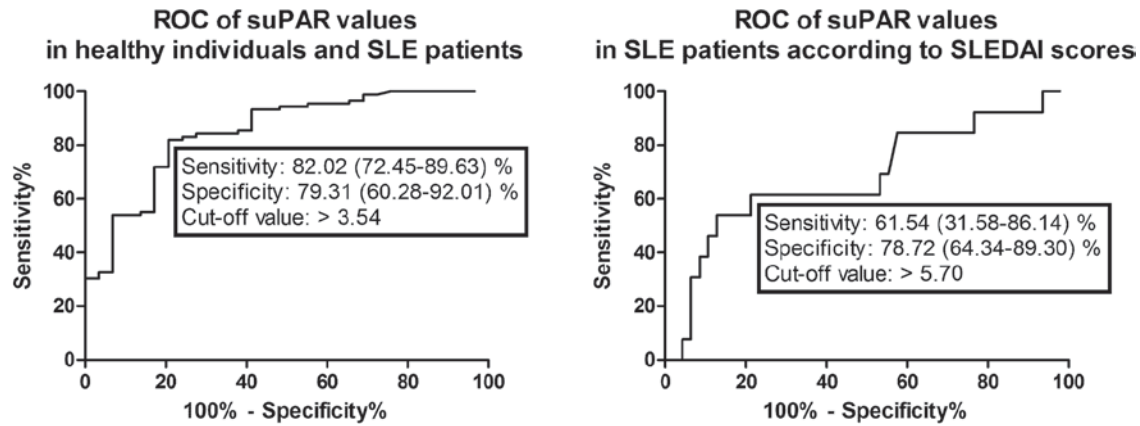 ROC of suPAR values
in healthy individuals and SLE patients
100
80
60
40
20
0
Sensitivity%
Sensitivity: 82.02 (72.45-89.63) %
Specificity: 79.31 (60.28-92.01) %
Cut-off value: > 3.54
0 20 40 60 80 100
100% - Specificity%
ROC of suPAR values
in SLE patients according to SLEDAI scores
100
80
60
40
20
0
Sensitivity%
Sensitivity: 61.54 (31.58-86.14) %
Specificity: 78.72 (64.34-89.30) %
Cut-off value: > 5.70
0 20 40 60 80 100
100% - Specificity%